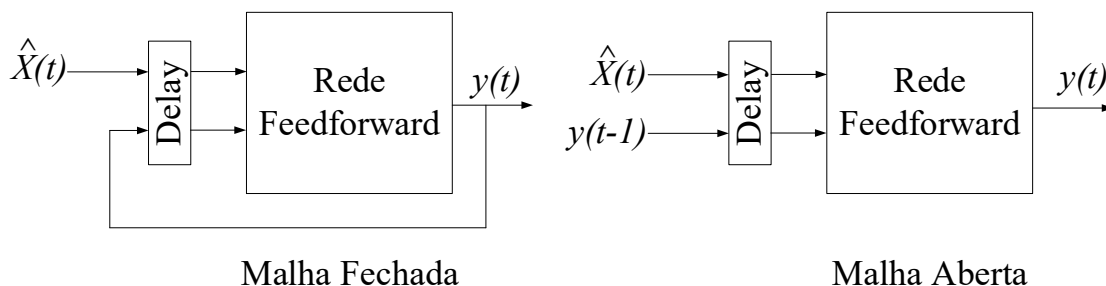 X̂(t)
Delay
Rede
Feedforward
y(t)
Malha Fechada
X̂(t)
y(t-1)
Delay
Rede
Feedforward
y(t)
Malha Aberta